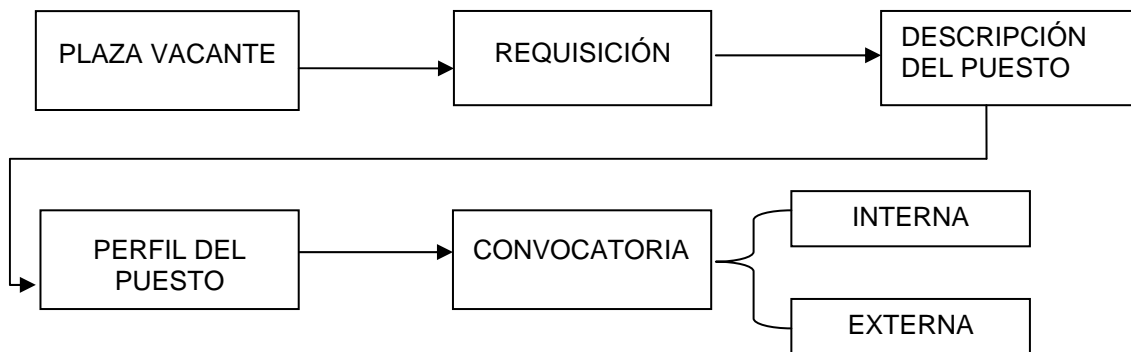 PLAZA VACANTE
REQUISICIÓN
DESCRIPCIÓN
DEL PUESTO
PERFIL DEL
PUESTO
CONVOCATORIA
INTERNA
EXTERNA